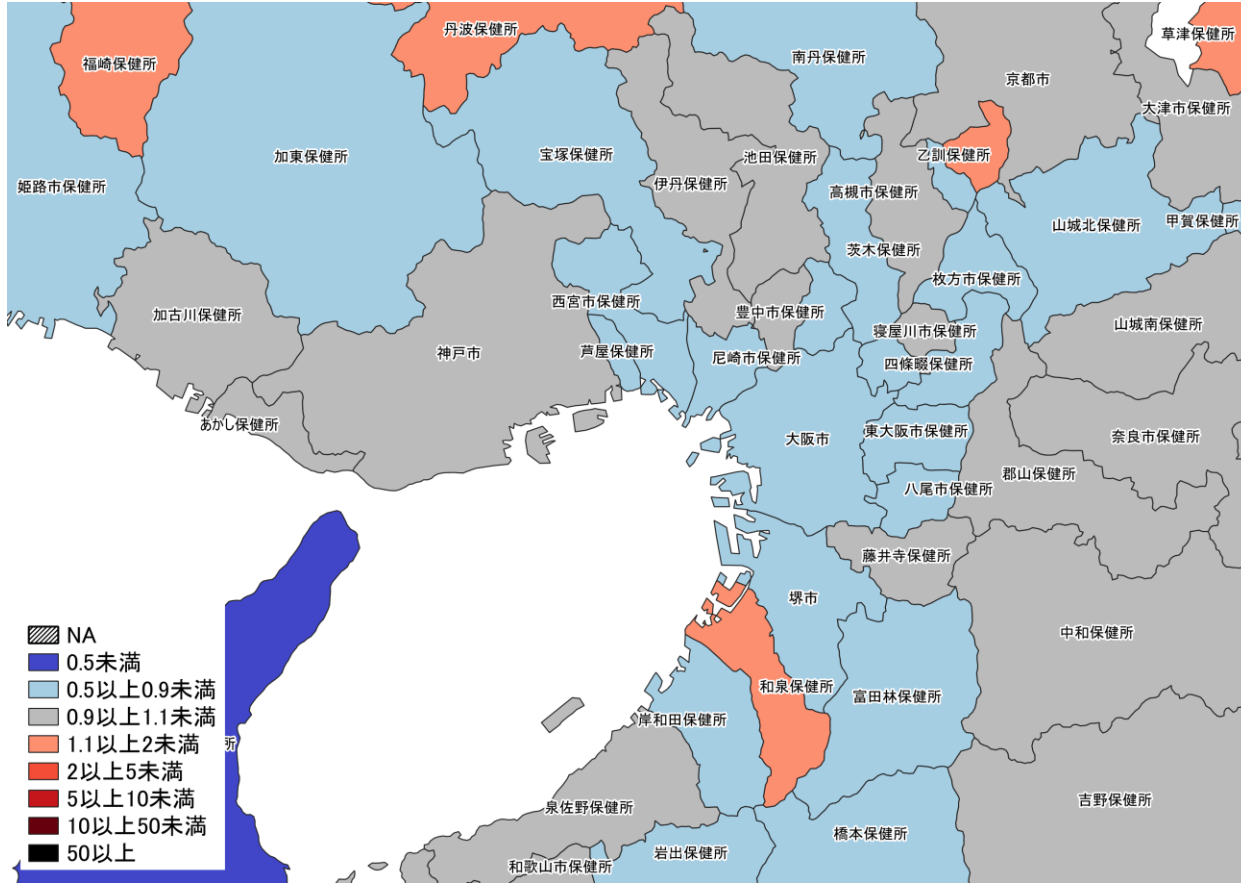 丹波保健所
草津保健所
福崎保健所
南丹保健所
京都市
大津市保健所
加東保健所
宝塚保健所
池田保健所
乙訓保健所
姫路市保健所
伊丹保健所
高槻市保健所
山城北保健所
甲賀保健所
茨木保健所
枚方市保健所
西宮市保健所
加古川保健所
豊中市保健所
寝屋川市保健所
山城南保健所
神戸市
芦屋保健所
尼崎市保健所
四條畷保健所
あかし保健所
大阪市
東大阪市保健所
奈良市保健所
郡山保健所
八尾市保健所
藤井寺保健所
堺市
中和保健所
和泉保健所
富田林保健所
岸和田保健所
吉野保健所
泉佐野保健所
橋本保健所
岩出保健所
和歌山市保健所
所
NA
0.5未満
0.5以上0.9未満
0.9以上1.1未満
1.1以上2未満
2以上5未満
5以上10未満
10以上50未満
50以上